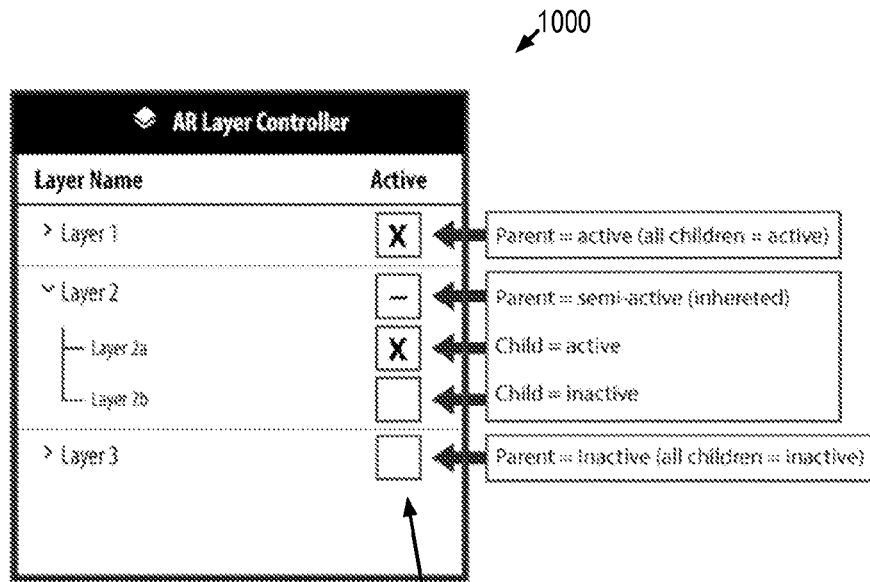 1000
AR Layer Controller
Layer Name Active
> Layer 1 X Parent = active (all children = active)
Layer 2 – Parent = semi-active (inhereted)
Layer 2a X Child = active
Layer 2b Child = inactive
> Layer 3 Parent = Inactive (all children = inactive)